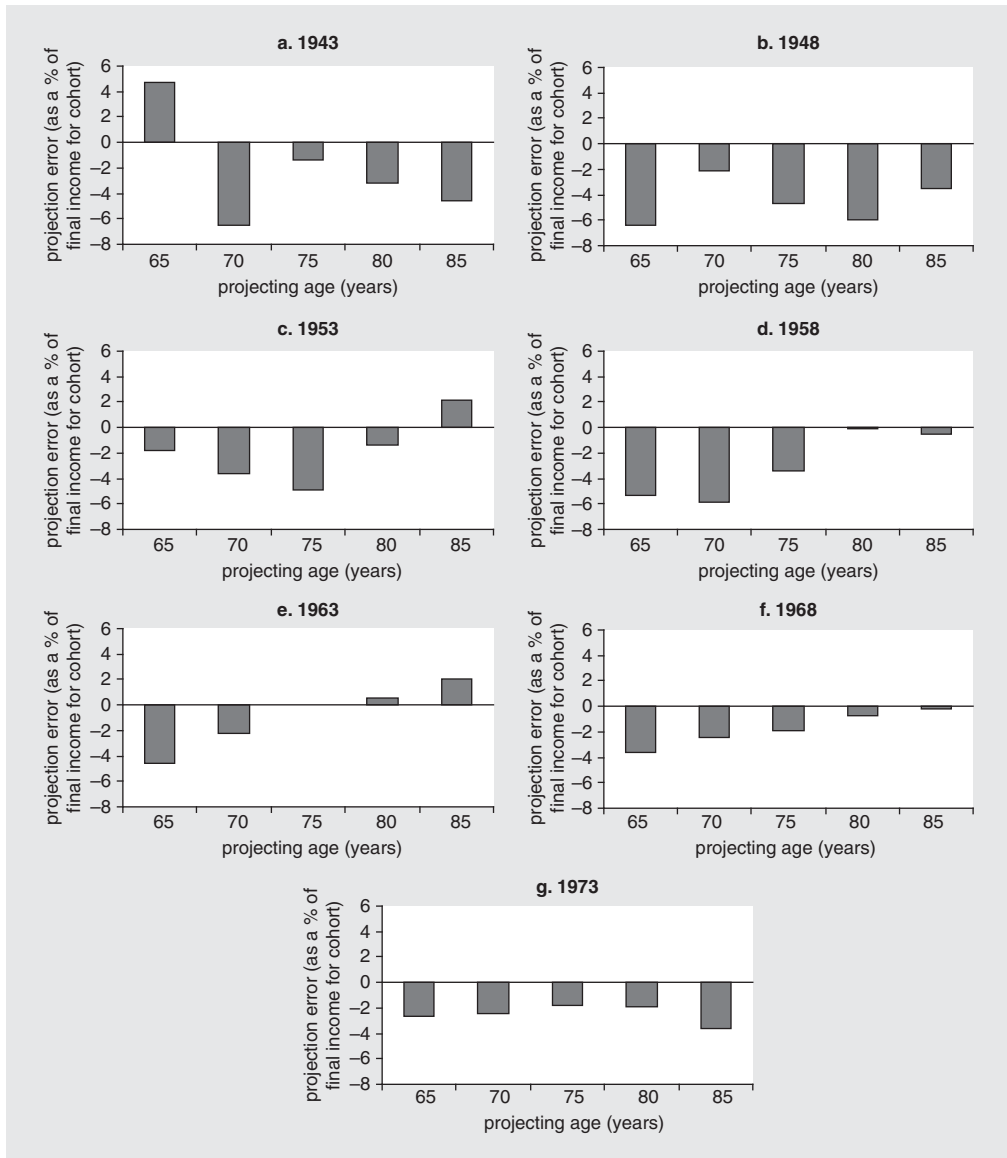 a. 1943
projection error (as a % of
final income for cohort)
6
4
2
0
–2
–4
–6
–8
65 70 75 80 85
projecting age (years)
b. 1948
projection error (as a % of
final income for cohort)
6
4
2
0
–2
–4
–6
–8
65 70 75 80 85
projecting age (years)
c. 1953
projection error (as a % of
final income for cohort)
6
4
2
0
–2
–4
–6
–8
65 70 75 80 85
projecting age (years)
d. 1958
projection error (as a % of
final income for cohort)
6
4
2
0
–2
–4
–6
–8
65 70 75 80 85
projecting age (years)
e. 1963
projection error (as a % of
final income for cohort)
6
4
2
0
–2
–4
–6
–8
65 70 75 80 85
projecting age (years)
f. 1968
projection error (as a % of
final income for cohort)
6
4
2
0
–2
–4
–6
–8
65 70 75 80 85
projecting age (years)
g. 1973
projection error (as a % of
final income for cohort)
6
4
2
0
–2
–4
–6
–8
65 70 75 80 85
projecting age (years)